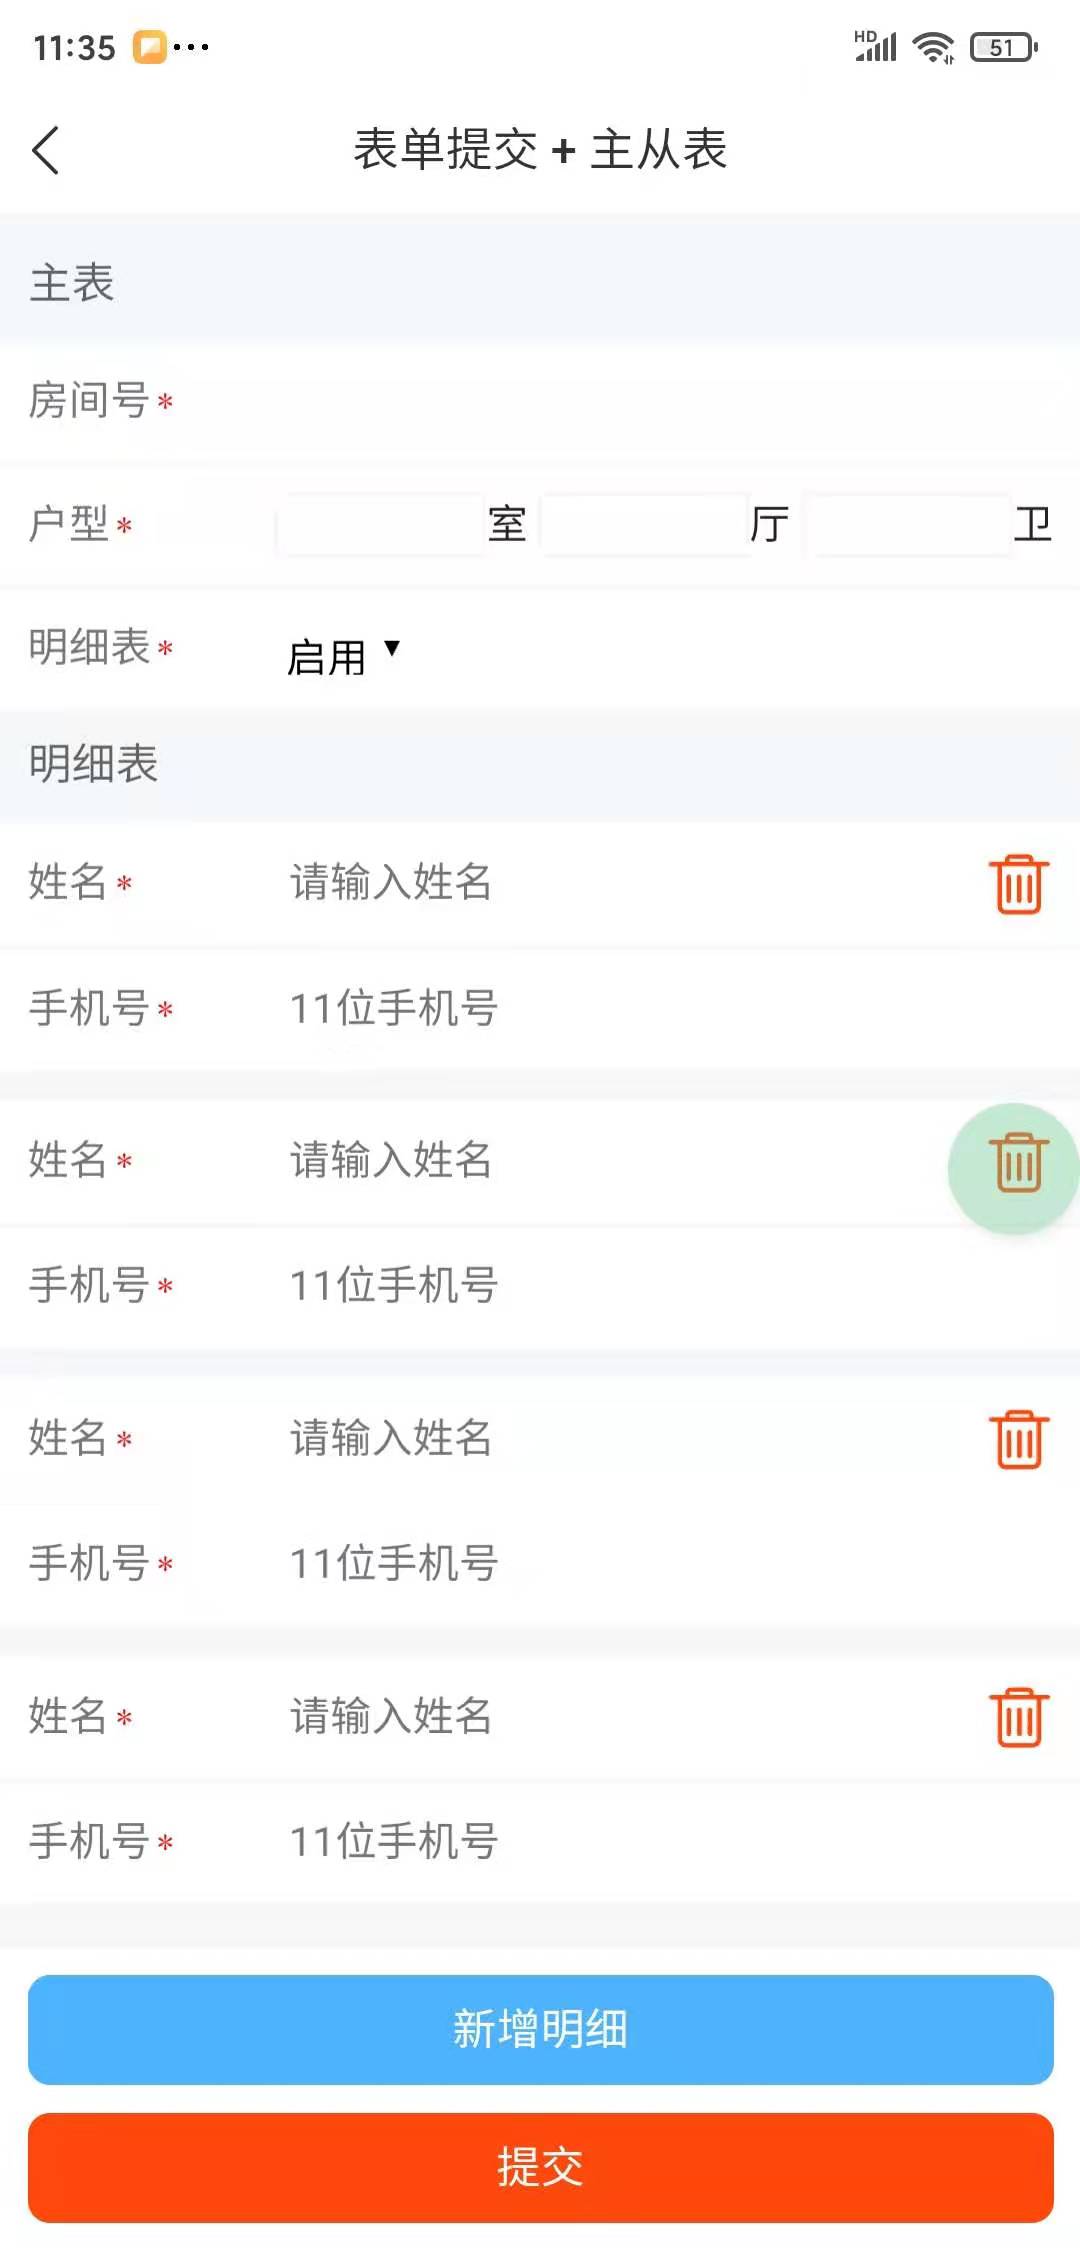 11:35 HD 51
表单提交 + 主从表
主表
房间号*
户型* 室 厅 卫
明细表* 启用 ▼
明细表
姓名* 请输入姓名
手机号* 11位手机号
姓名* 请输入姓名
手机号* 11位手机号
姓名* 请输入姓名
手机号* 11位手机号
姓名* 请输入姓名
手机号* 11位手机号
新增明细
提交